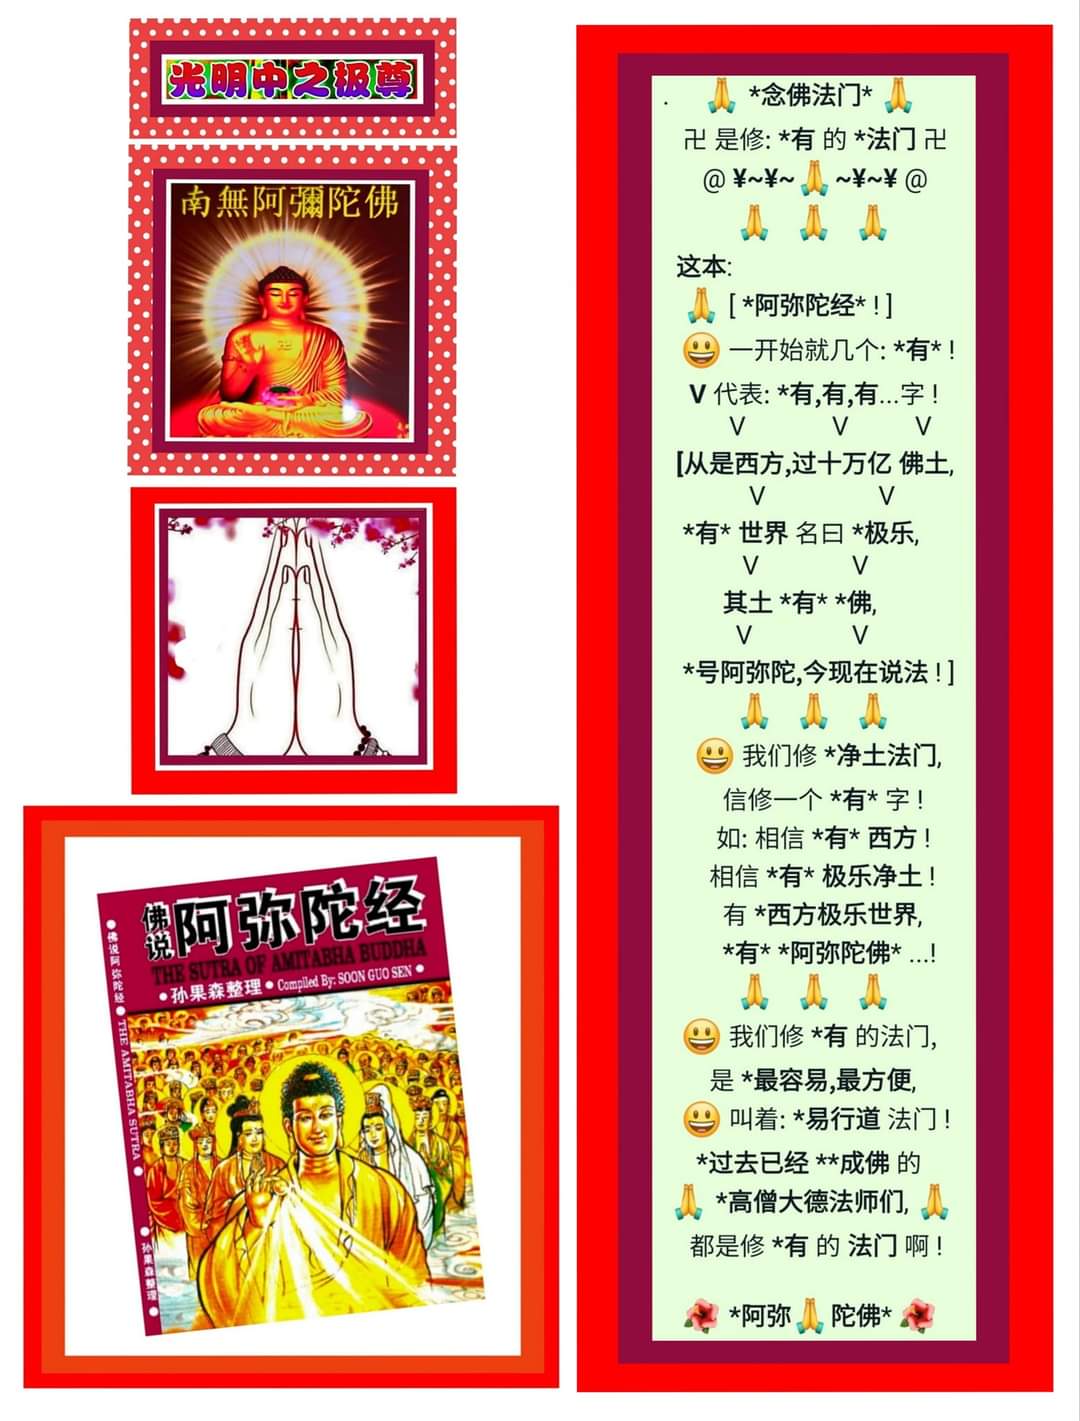 光明中之极尊
南無阿彌陀佛
佛说阿弥陀经
THE SUTRA OF AMITABHA BUDDHA
●孙果森整理● Compiled By: SOON GUO SEN ●
●佛说阿弥陀经● THE AMITABHA SUTRA ●
●孙果森整理●
. 🙏 *念佛法门* 🙏
卍 是修: *有 的 *法门 卍
@ ¥~¥~ 🙏 ~¥~¥ @
🙏 🙏 🙏
这本:
🙏 [ *阿弥陀经* ! ]
😃 一开始就几个: *有* !
V 代表: *有,有,有...字 !
V V V
[从是西方,过十万亿 佛土,
V V
*有* 世界 名曰 *极乐,
V V
其土 *有* *佛,
V V
*号阿弥陀,今现在说法 ! ]
🙏 🙏 🙏
😃 我们修 *净土法门,
信修一个 *有* 字 !
如: 相信 *有* 西方 !
相信 *有* 极乐净土 !
有 *西方极乐世界,
*有* *阿弥陀佛* ...!
🙏 🙏 🙏
😃 我们修 *有 的法门,
是 *最容易,最方便,
😃 叫着: *易行道 法门 !
*过去已经 **成佛 的
🙏 *高僧大德法师们, 🙏
都是修 *有 的 法门 啊 !
🌺 *阿弥🙏陀佛* 🌺